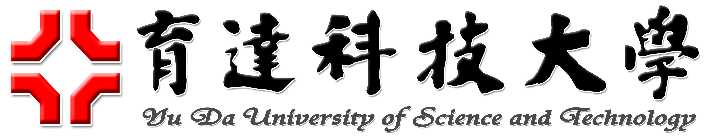 育達科技大學
Yu Da University of Science and Technology